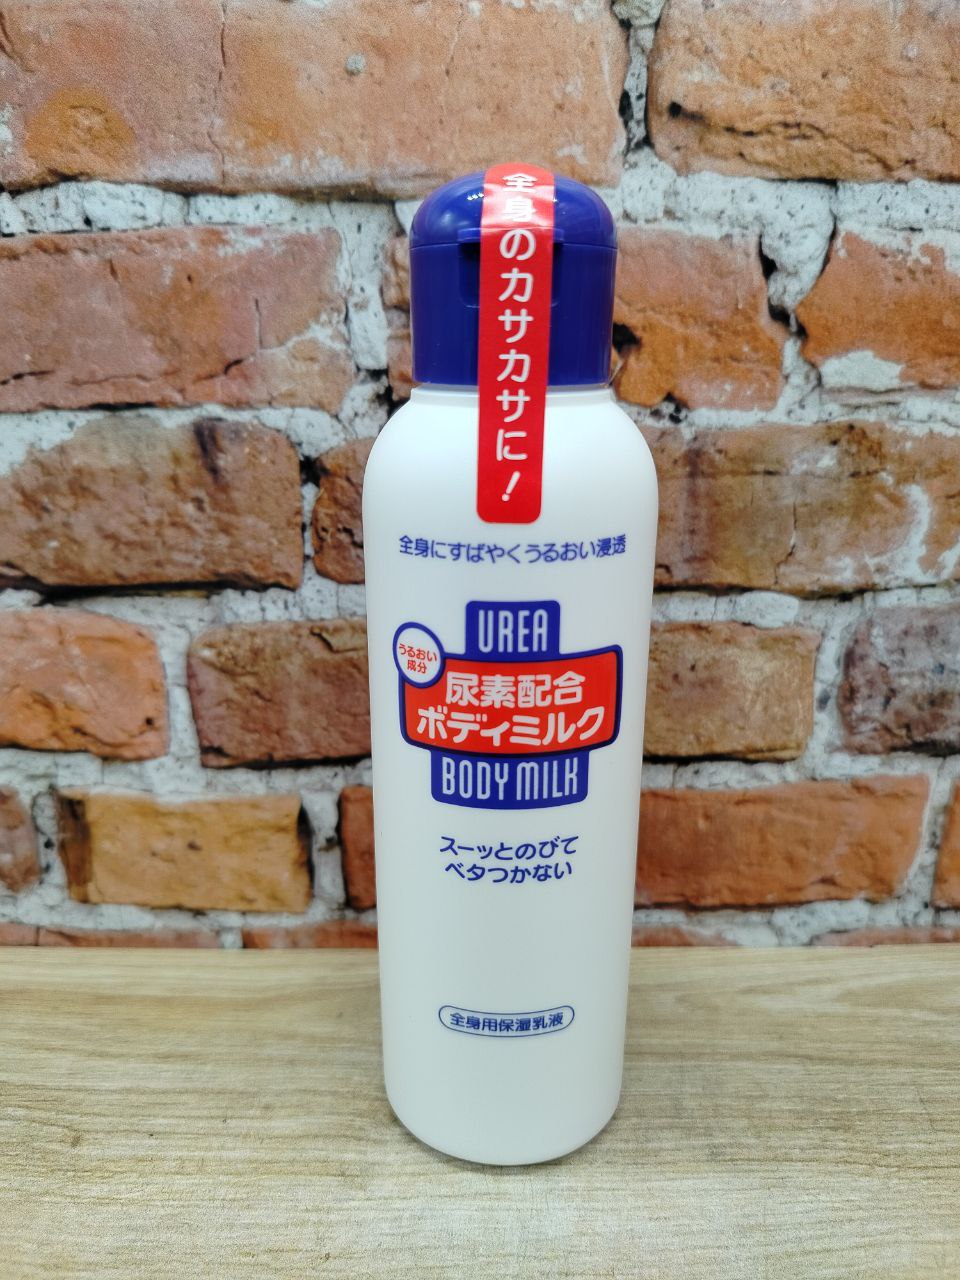 全身のカサカサに!
全身にすばやくうるおい浸透
UREA
うるおい
成分
尿素配合
ボディミルク
BODY MILK
スーッとのびて
ベタつかない
全身用保湿乳液